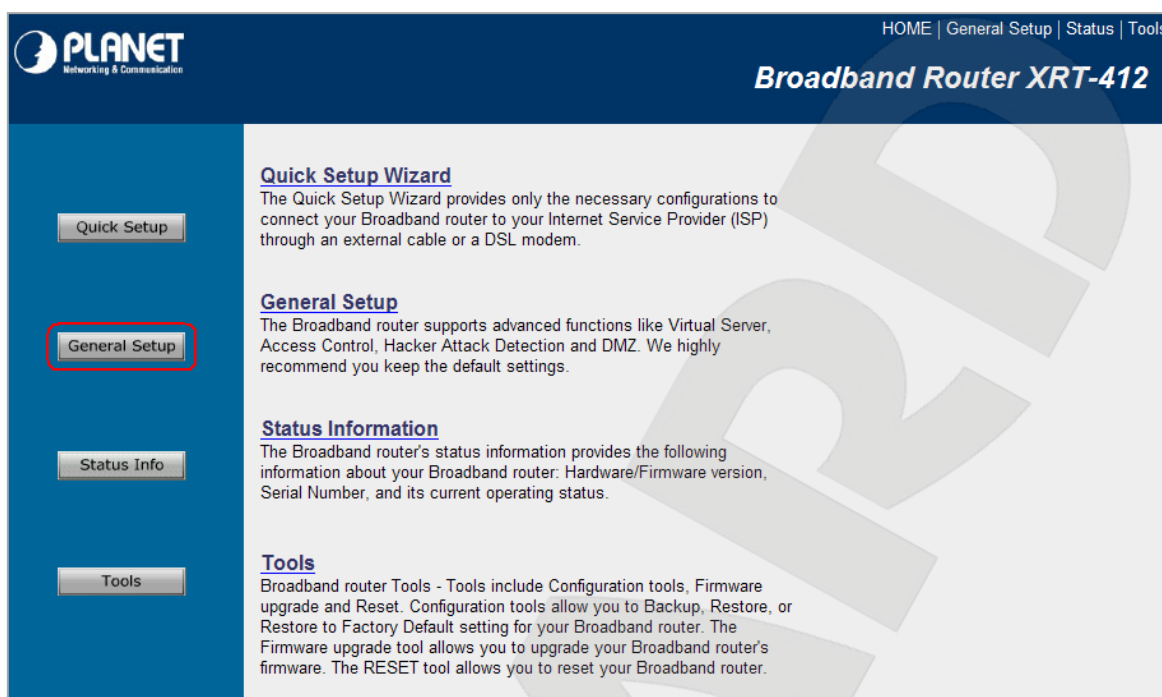 PLANET
Networking & Communication
HOME | General Setup | Status | Tools
Broadband Router XRT-412
Quick Setup
Quick Setup Wizard
The Quick Setup Wizard provides only the necessary configurations to
connect your Broadband router to your Internet Service Provider (ISP)
through an external cable or a DSL modem.
General Setup
General Setup
The Broadband router supports advanced functions like Virtual Server,
Access Control, Hacker Attack Detection and DMZ. We highly
recommend you keep the default settings.
Status Info
Status Information
The Broadband router's status information provides the following
information about your Broadband router: Hardware/Firmware version,
Serial Number, and its current operating status.
Tools
Tools
Broadband router Tools - Tools include Configuration tools, Firmware
upgrade and Reset. Configuration tools allow you to Backup, Restore, or
Restore to Factory Default setting for your Broadband router. The
Firmware upgrade tool allows you to upgrade your Broadband router's
firmware. The RESET tool allows you to reset your Broadband router.